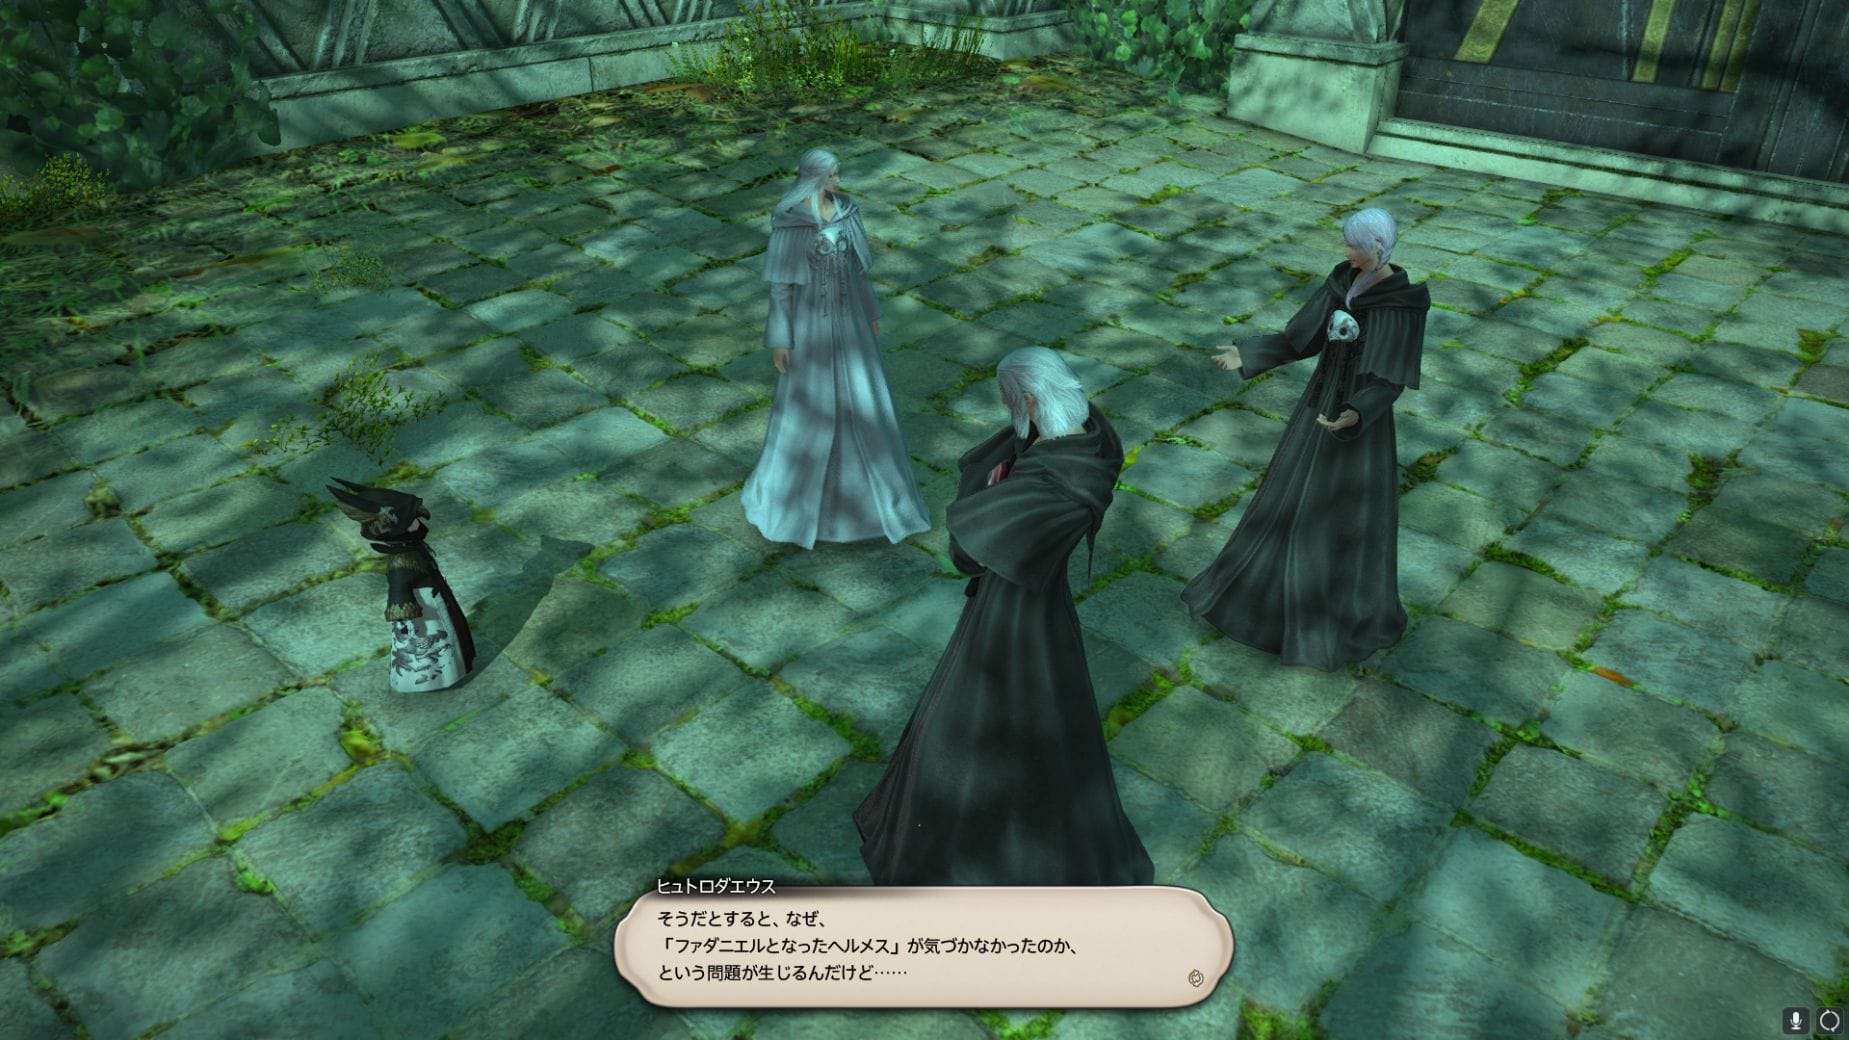 ヒュトロダエウス
そうだとすると、なぜ、
「ファダニエルとなったヘルメス」が気づかなかったのか、
という問題が生じるんだけど……